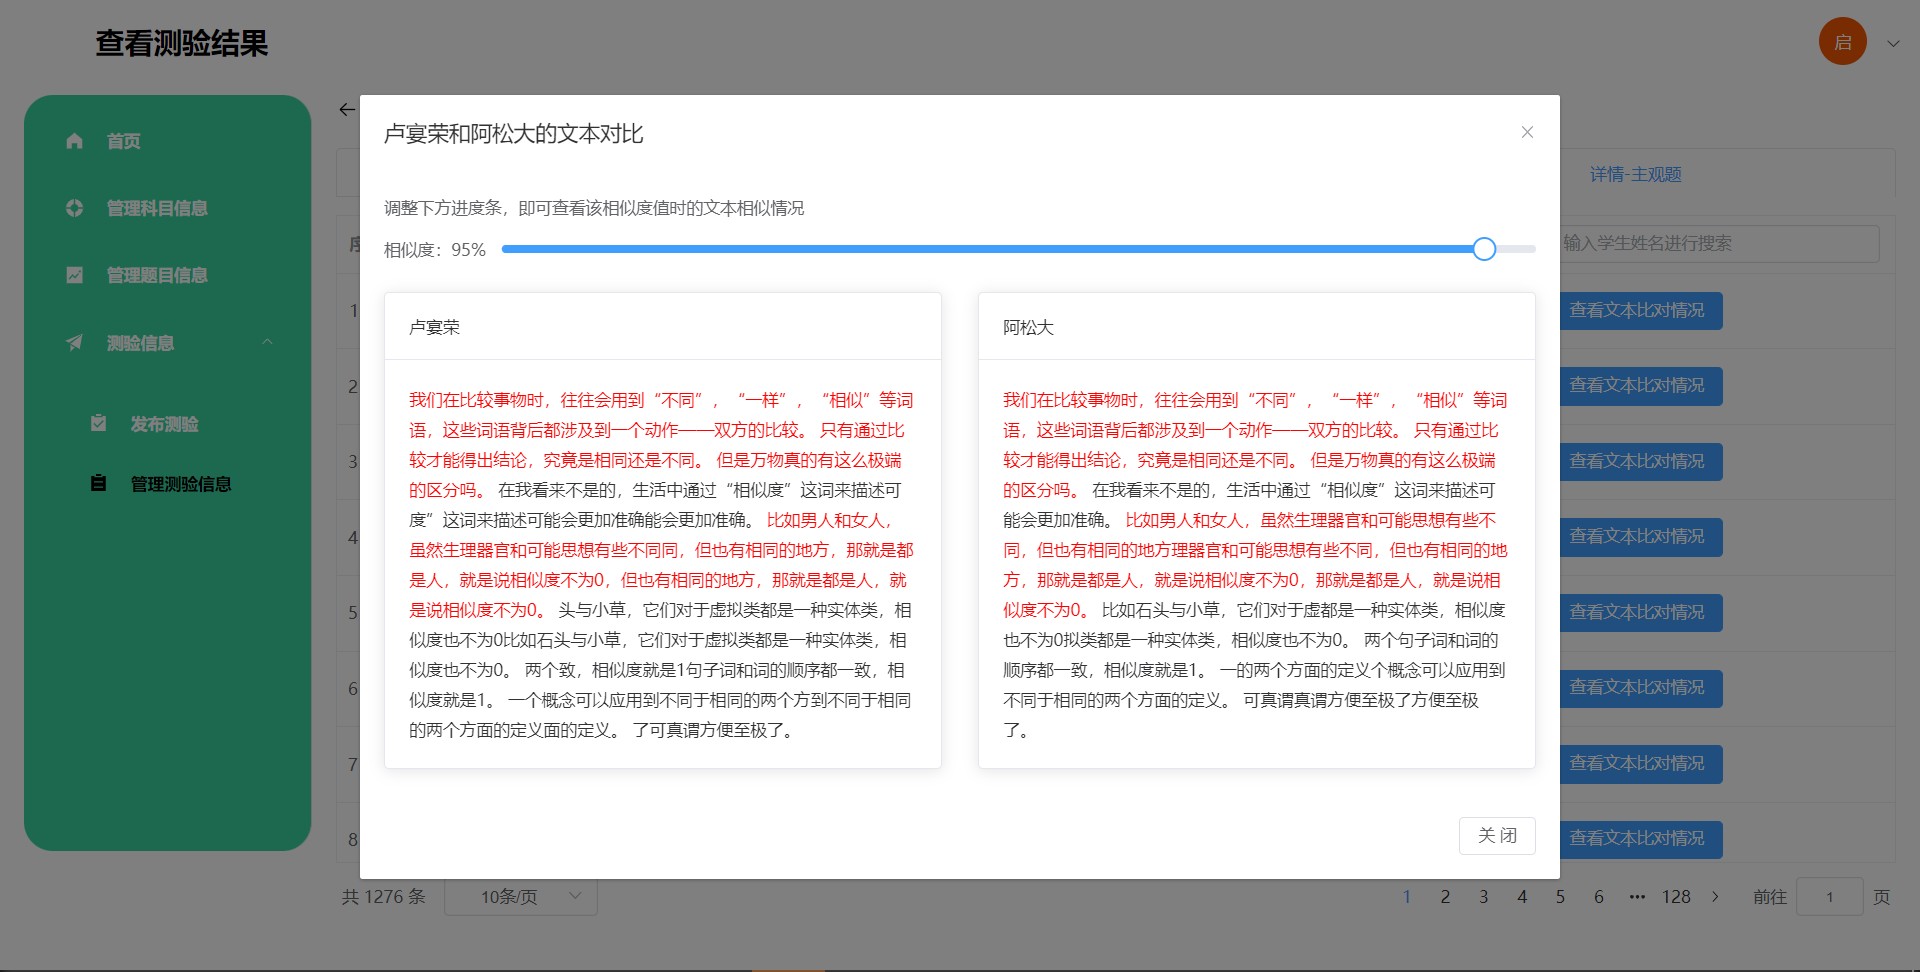 查看测验结果
启
首页
管理科目信息
管理题目信息
测验信息
发布测验
管理测验信息
卢宴荣和阿松大的文本对比
详情-主观题
调整下方进度条，即可查看该相似度值时的文本相似情况
相似度：95%
输入学生姓名进行搜索
卢宴荣
我们在比较事物时，往往会用到“不同”，“一样”，“相似”等词
语，这些词语背后都涉及到一个动作——双方的比较。 只有通过比
较才能得出结论，究竟是相同还是不同。 但是万物真的有这么极端
的区分吗。 在我看来不是的，生活中通过“相似度”这词来描述可
度”这词来描述可能会更加准确能会更加准确。 比如男人和女人，
虽然生理器官和可能思想有些不同同，但也有相同的地方，那就是都
是人，就是说相似度不为0，但也有相同的地方，那就是都是人，就
是说相似度不为0。 头与小草，它们对于虚拟类都是一种实体类，相
似度也不为0比如石头与小草，它们对于虚拟类都是一种实体类，相
似度也不为0。 两个致，相似度就是1句子词和词的顺序都一致，相
似度就是1。 一个概念可以应用到不同于相同的两个方到不同于相同
的两个方面的定义面的定义。 了可真谓方便至极了。
阿松大
我们在比较事物时，往往会用到“不同”，“一样”，“相似”等词
语，这些词语背后都涉及到一个动作——双方的比较。 只有通过比
较才能得出结论，究竟是相同还是不同。 但是万物真的有这么极端
的区分吗。 在我看来不是的，生活中通过“相似度”这词来描述可
能会更加准确。 比如男人和女人，虽然生理器官和可能思想有些不
同，但也有相同的地方理器官和可能思想有些不同，但也有相同的地
方，那就是都是人，就是说相似度不为0，那就是都是人，就是说相
似度不为0。 比如石头与小草，它们对于虚都是一种实体类，相似度
也不为0拟类都是一种实体类，相似度也不为0。 两个句子词和词的
顺序都一致，相似度就是1。 一的两个方面的定义个概念可以应用到
不同于相同的两个方面的定义。 可真谓真谓方便至极了方便至极
了。
关 闭
1 查看文本比对情况
2 查看文本比对情况
3 查看文本比对情况
4 查看文本比对情况
5 查看文本比对情况
6 查看文本比对情况
7 查看文本比对情况
8 查看文本比对情况
共 1276 条 10条/页 1 2 3 4 5 6 ••• 128 前往 1 页